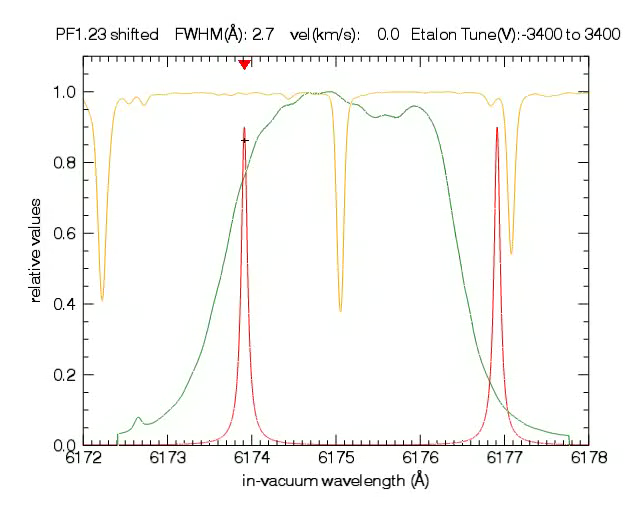 PF1.23 shifted FWHM(Å): 2.7 vel(km/s): 0.0 Etalon Tune(V):-3400 to 3400
1.0
0.8
0.6
0.4
0.2
0.0
relative values
6172 6173 6174 6175 6176 6177 6178
in-vacuum wavelength (Å)